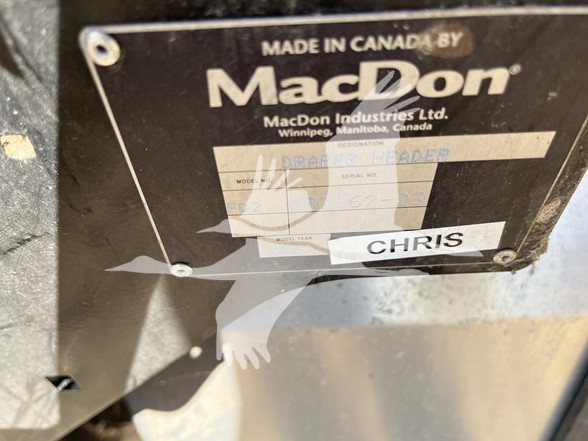 MADE IN CANADA BY
MacDon®
MacDon Industries Ltd.
Winnipeg, Manitoba, Canada
DESIGNATION
DRAPER HEADER
MODEL NO.
SERIAL NO.
MODEL YEAR
CHRIS